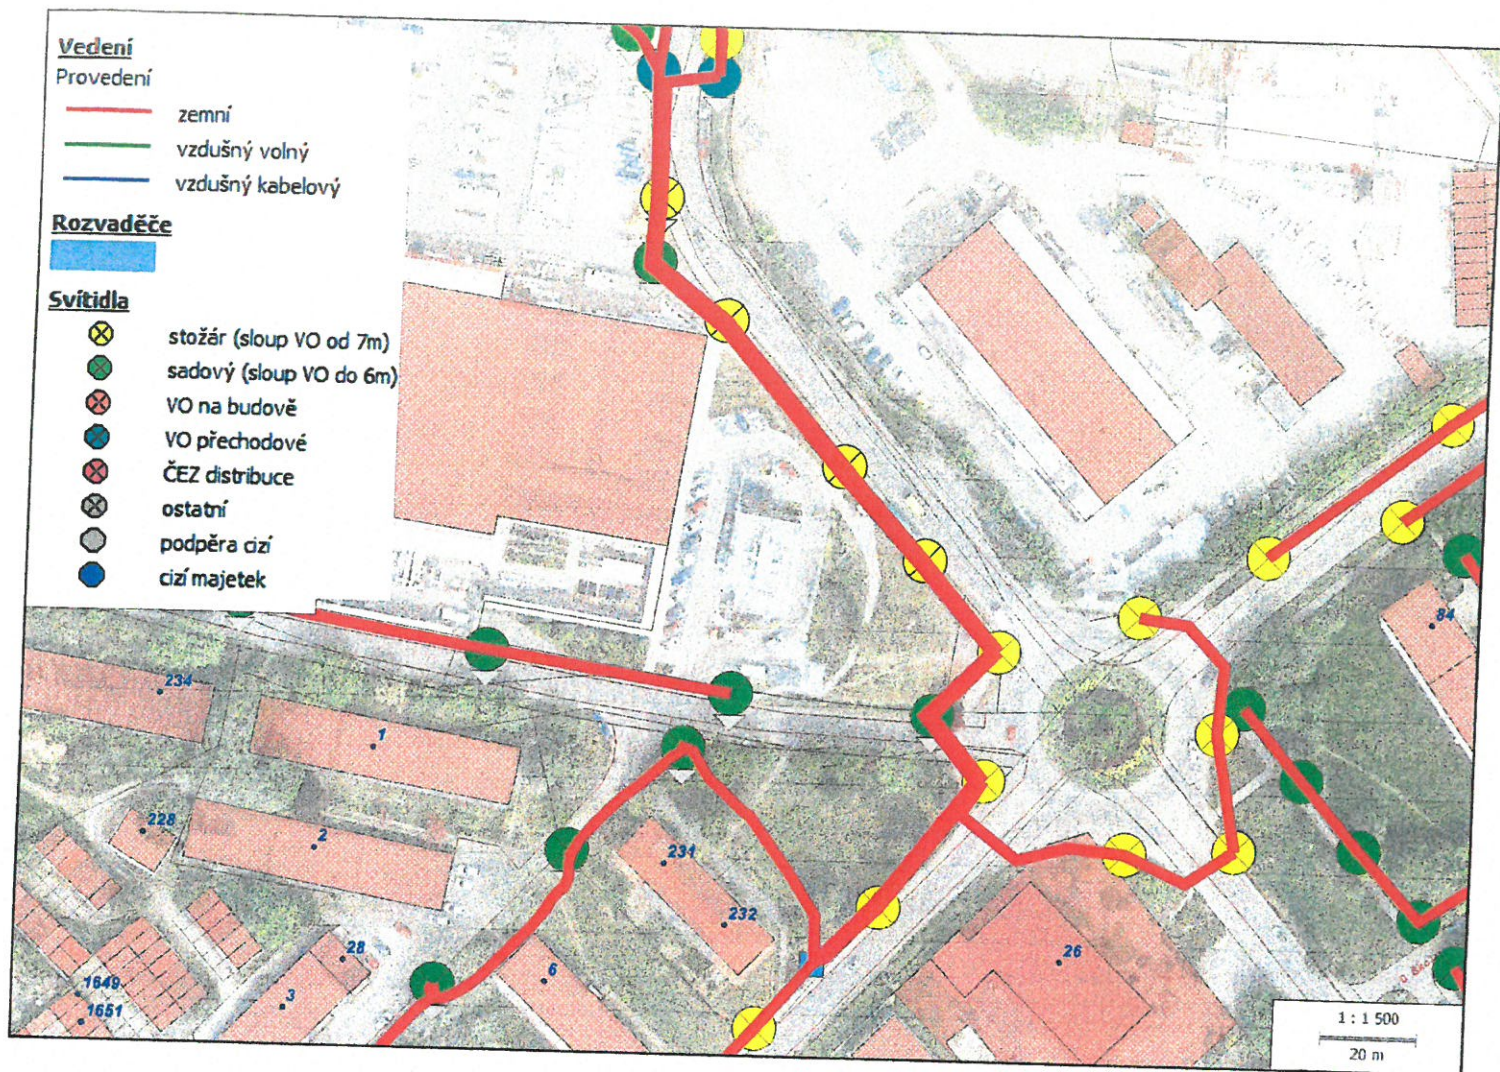 Vedení
Provedení
zemní
vzdušný volný
vzdušný kabelový
Rozvaděče
Svítidla
stožár (sloup VO od 7m)
sadový (sloup VO do 6m)
VO na budově
VO přechodové
ČEZ distribuce
ostatní
podpěra cizí
cizí majetek
84
234
1
228
2
231
232
28
6
26
1649
3
1651
1 : 1 500
20 m